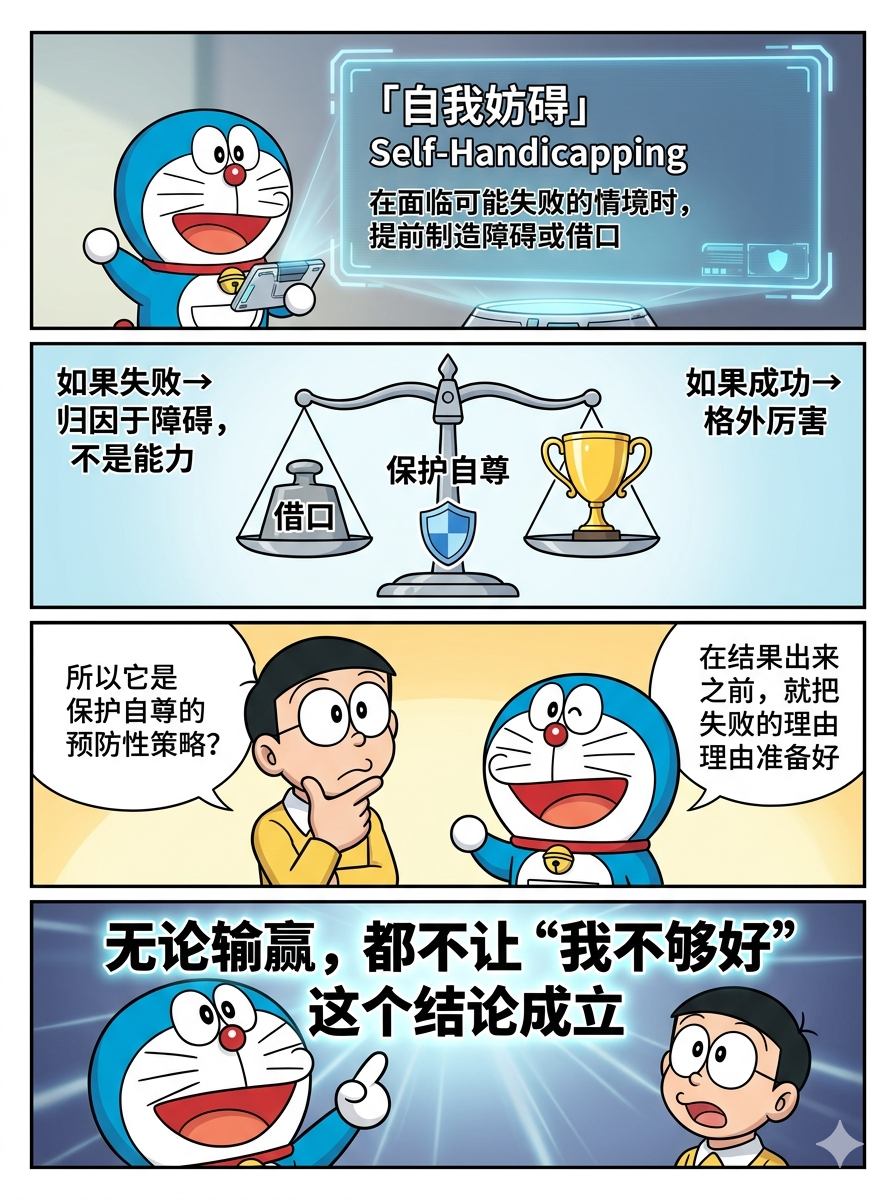 「自我妨碍」
Self-Handicapping
在面临可能失败的情境时，
提前制造障碍或借口
如果失败→
归因于障碍，
不是能力
保护自尊
借口
如果成功→
格外厉害
所以它是
保护自尊的
预防性策略？
在结果出来
之前，就把
失败的理由
理由准备好
无论输赢，都不让“我不够好”
这个结论成立